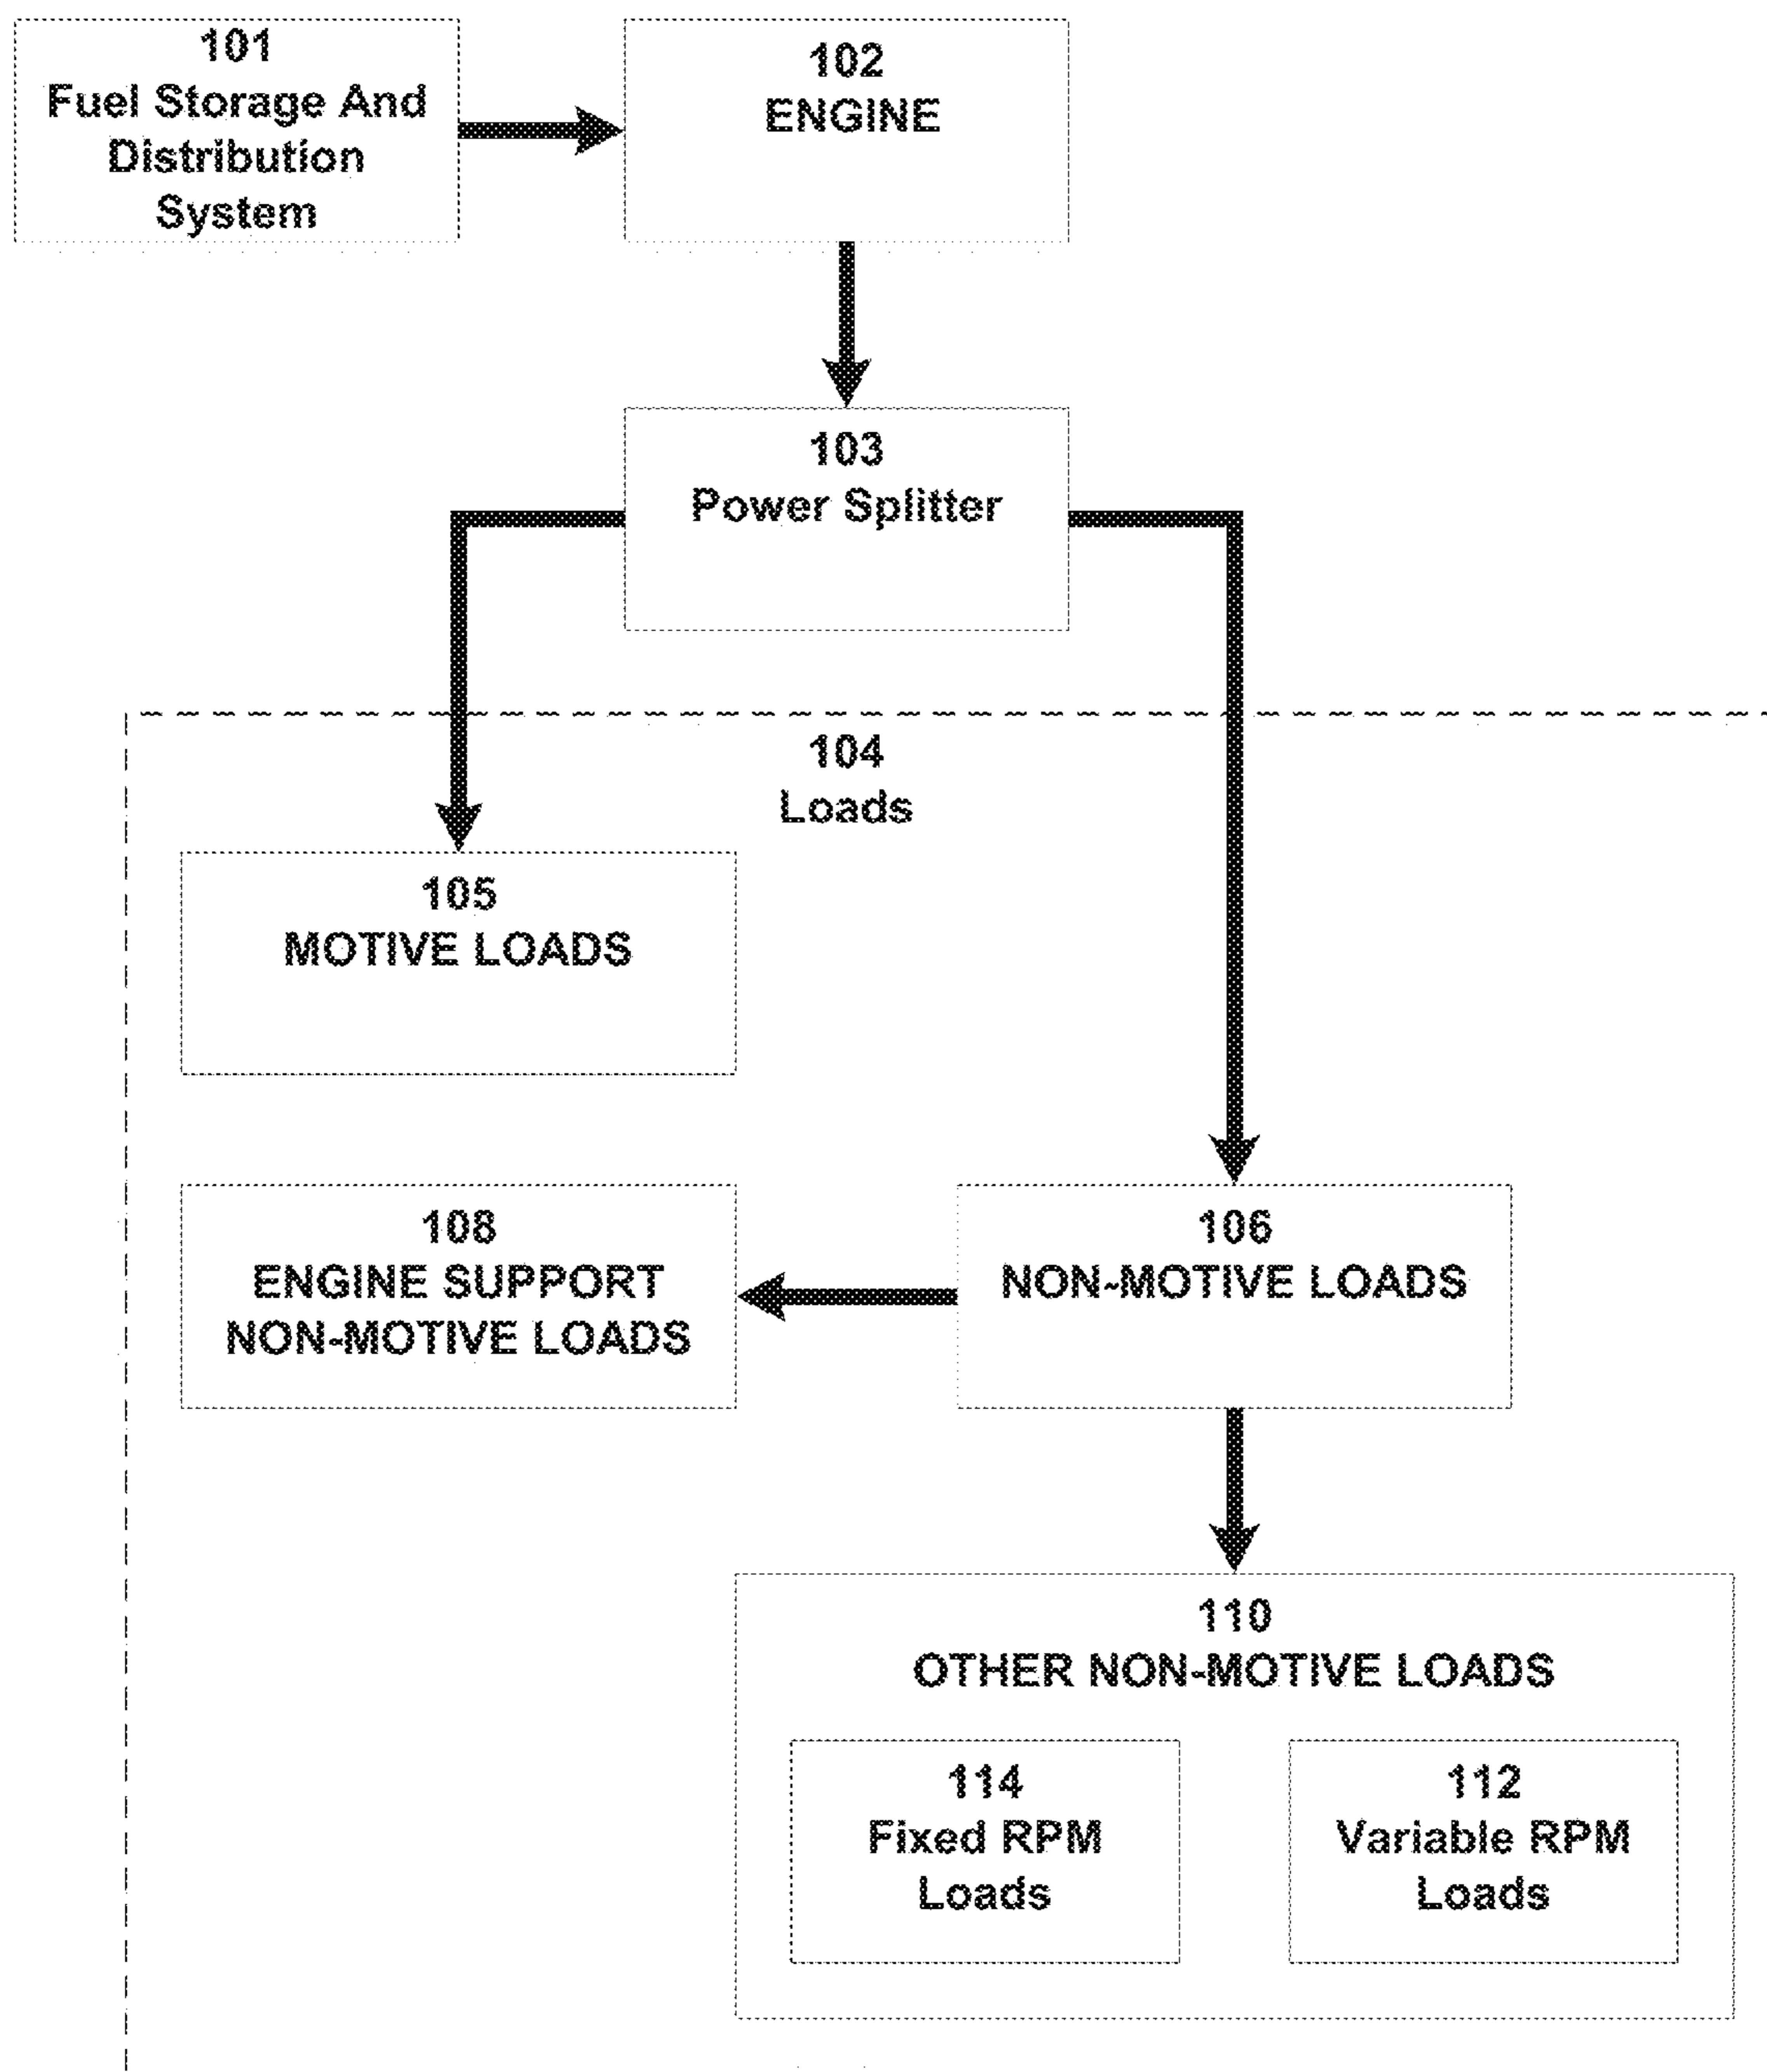 101
Fuel Storage And
Distribution
System
102
ENGINE
103
Power Splitter
104
Loads
105
MOTIVE LOADS
108
ENGINE SUPPORT
NON-MOTIVE LOADS
106
NON-MOTIVE LOADS
110
OTHER NON-MOTIVE LOADS
114
Fixed RPM
Loads
112
Variable RPM
Loads